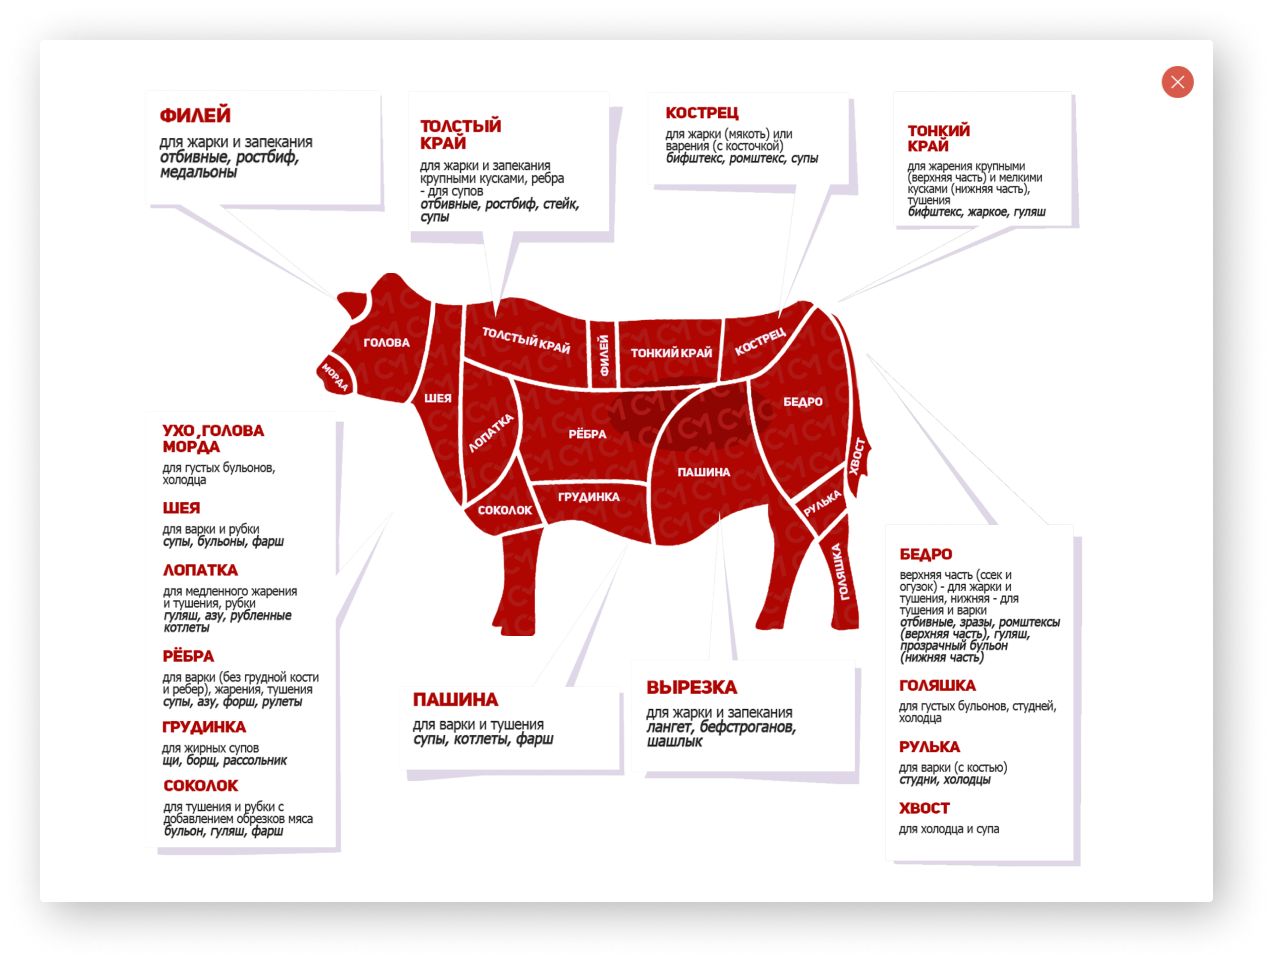 ФИЛЕЙ
для жарки и запекания
отбивные, ростбиф,
медальоны
ТОЛСТЫЙ
КРАЙ
для жарки и запекания
крупными кусками, ребра
- для супов
отбивные, ростбиф, стейк,
супы
КОСТРЕЦ
для жарки (мякоть) или
варения (с косточкой)
бифштекс, ромштекс, супы
ТОНКИЙ
КРАЙ
для жарения крупными
(верхняя часть) и мелкими
кусками (нижняя часть),
тушения
бифштекс, жаркое, гуляш
ГОЛОВА
МОРДА
ШЕЯ
ТОЛСТЫЙ КРАЙ
ФИЛЕЙ
ТОНКИЙ КРАЙ
КОСТРЕЦ
ЛОПАТКА
РЁБРА
БЕДРО
ХВОСТ
ПАШИНА
ГРУДИНКА
СОКОЛОК
РУЛЬКА
ГОЛЯШКА
УХО,ГОЛОВА
МОРДА
для густых бульонов,
холодца
ШЕЯ
для варки и рубки
супы, бульоны, фарш
ЛОПАТКА
для медленного жарения
и тушения, рубки
гуляш, азу, рубленные
котлеты
РЁБРА
для варки (без грудной кости
и ребер), жарения, тушения
супы, азу, форш, рулеты
ГРУДИНКА
для жирных супов
щи, борщ, рассольник
СОКОЛОК
для тушения и рубки с
добавлением обрезков мяса
бульон, гуляш, фарш
ПАШИНА
для варки и тушения
супы, котлеты, фарш
ВЫРЕЗКА
для жарки и запекания
лангет, бефстроганов,
шашлык
БЕДРО
верхняя часть (ссек и
огузок) - для жарки и
тушения, нижняя - для
тушения и варки
отбивные, зразы, ромштексы
(верхняя часть), гуляш,
прозрачный бульон
(нижняя часть)
ГОЛЯШКА
для густых бульонов, студней,
холодца
РУЛЬКА
для варки (с костью)
студни, холодцы
ХВОСТ
для холодца и супа